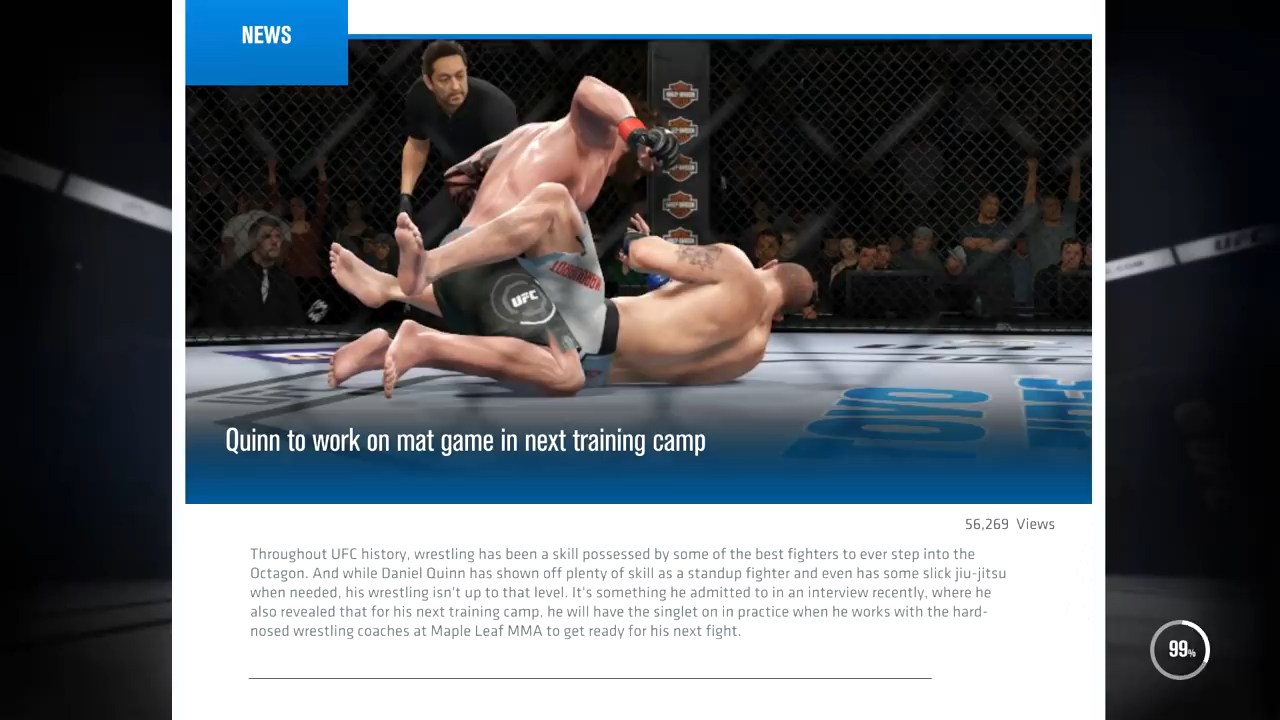 NEWS
HARLEY-DAVIDSON
UFC
UFC
Quinn to work on mat game in next training camp
56,269 Views
Throughout UFC history, wrestling has been a skill possessed by some of the best fighters to ever step into the
Octagon. And while Daniel Quinn has shown off plenty of skill as a standup fighter and even has some slick jiu-jitsu
when needed, his wrestling isn't up to that level. It's something he admitted to in an interview recently, where he
also revealed that for his next training camp, he will have the singlet on in practice when he works with the hard-
nosed wrestling coaches at Maple Leaf MMA to get ready for his next fight.
99%